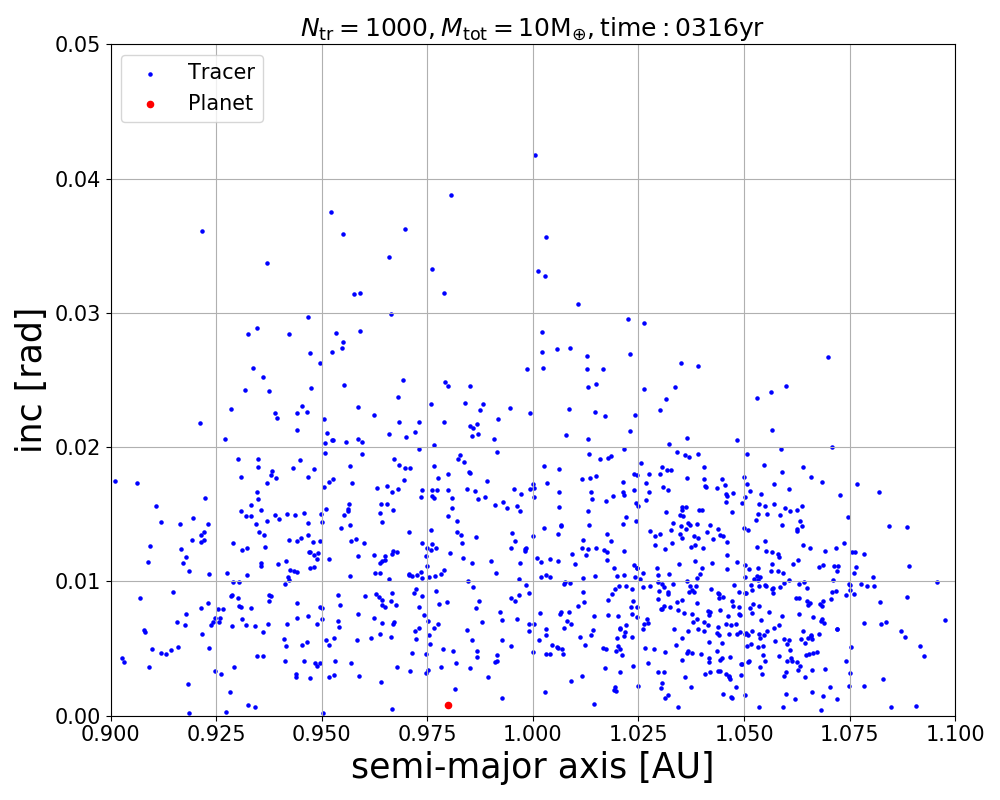 N_tr = 1000, M_tot = 10M_⊕, time : 0316yr
0.05
Tracer
Planet
0.04
0.03
0.02
0.01
0.00
inc [rad]
0.900 0.925 0.950 0.975 1.000 1.025 1.050 1.075 1.100
semi-major axis [AU]